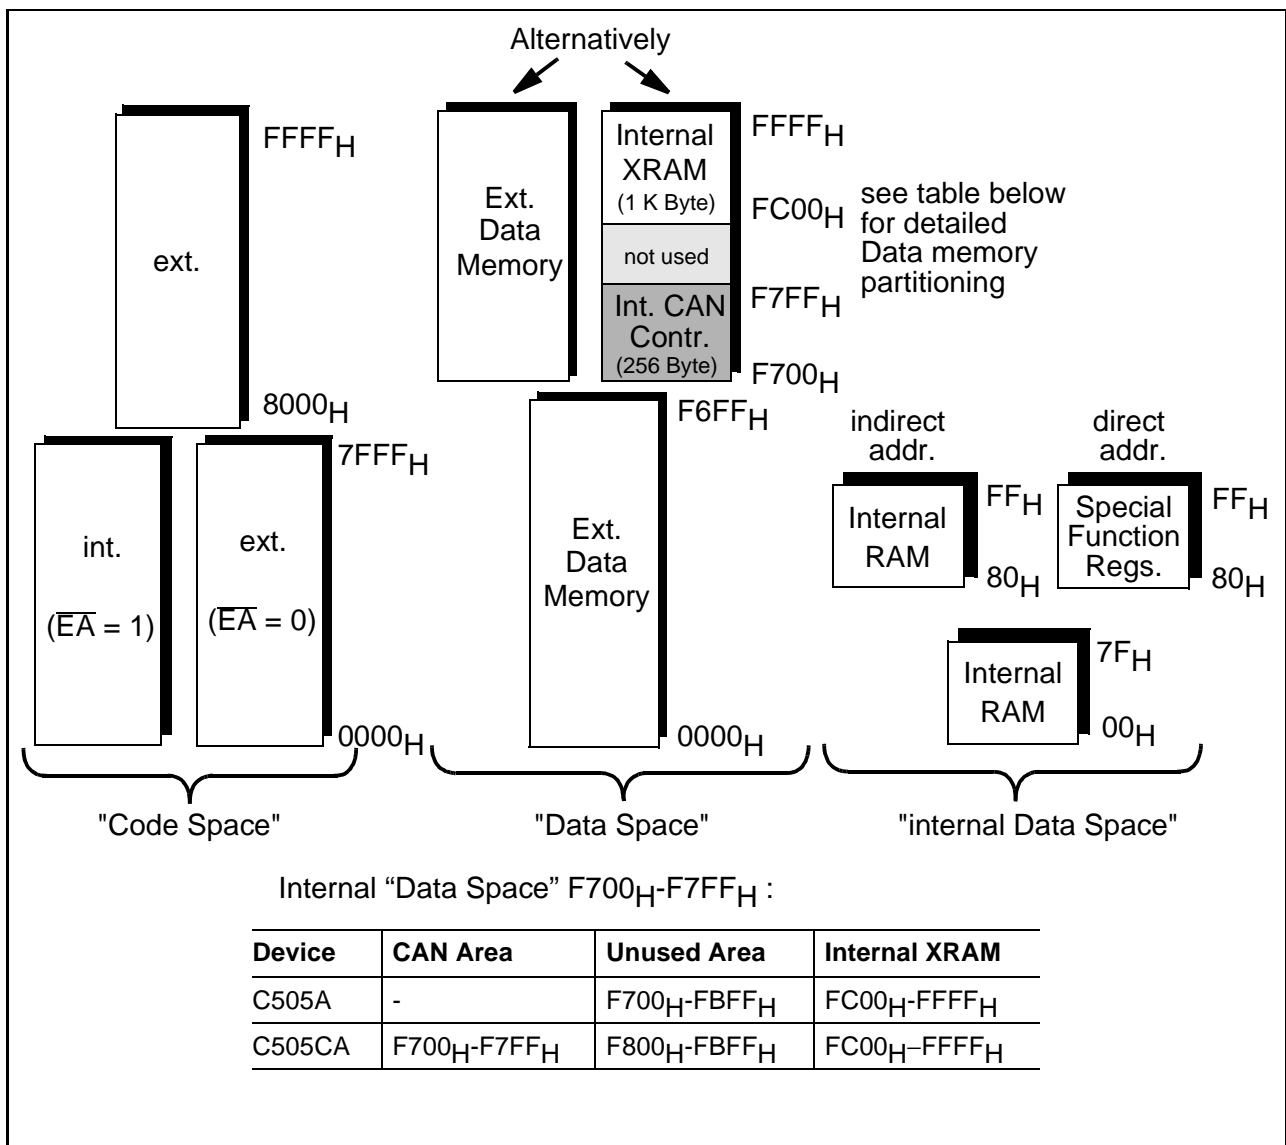 Alternatively
ext.
FFFFH
8000H
int.
(EA = 1)
ext.
(EA = 0)
7FFFH
0000H
"Code Space"
Ext.
Data
Memory
Internal
XRAM
(1 K Byte)
not used
Int. CAN
Contr.
(256 Byte)
FFFFH
FC00H
F7FFH
F700H
see table below
for detailed
Data memory
partitioning
Ext.
Data
Memory
F6FFH
0000H
"Data Space"
indirect
addr.
Internal
RAM
FFH
80H
direct
addr.
Special
Function
Regs.
FFH
80H
Internal
RAM
7FH
00H
"internal Data Space"
Internal “Data Space” F700H-F7FFH :
Device CAN Area Unused Area Internal XRAM
C505A - F700H-FBFFH FC00H-FFFFH
C505CA F700H-F7FFH F800H-FBFFH FC00H–FFFFH